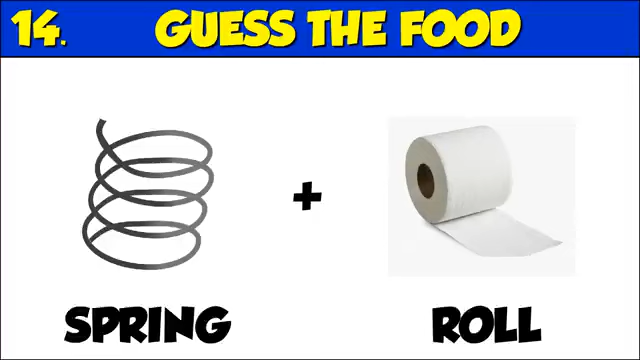 14. GUESS THE FOOD
+
SPRING ROLL